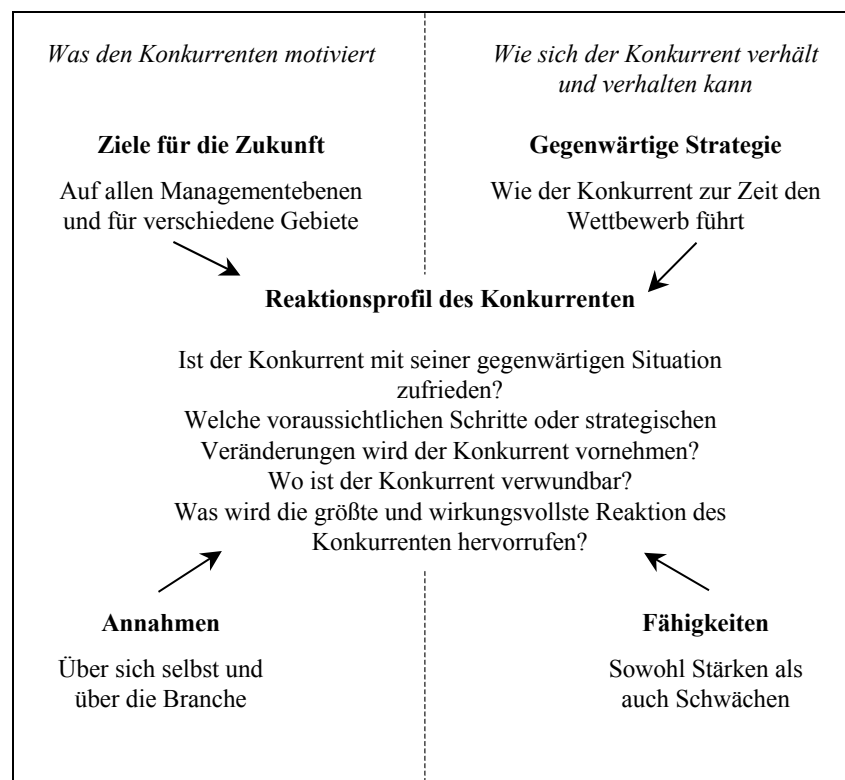 Was den Konkurrenten motiviert
Wie sich der Konkurrent verhält
und verhalten kann
Ziele für die Zukunft
Auf allen Managementebenen
und für verschiedene Gebiete
Gegenwärtige Strategie
Wie der Konkurrent zur Zeit den
Wettbewerb führt
Reaktionsprofil des Konkurrenten
Ist der Konkurrent mit seiner gegenwärtigen Situation
zufrieden?
Welche voraussichtlichen Schritte oder strategischen
Veränderungen wird der Konkurrent vornehmen?
Wo ist der Konkurrent verwundbar?
Was wird die größte und wirkungsvollste Reaktion des
Konkurrenten hervorrufen?
Annahmen
Über sich selbst und
über die Branche
Fähigkeiten
Sowohl Stärken als
auch Schwächen